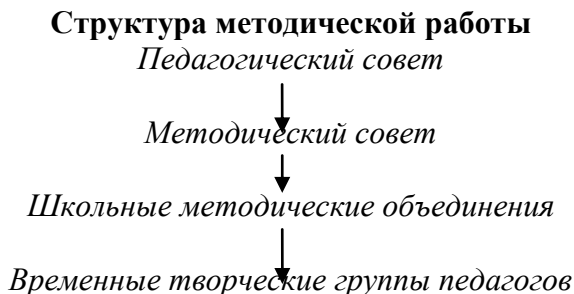 Структура методической работы
Педагогический совет
Методический совет
Школьные методические объединения
Временные творческие группы педагогов